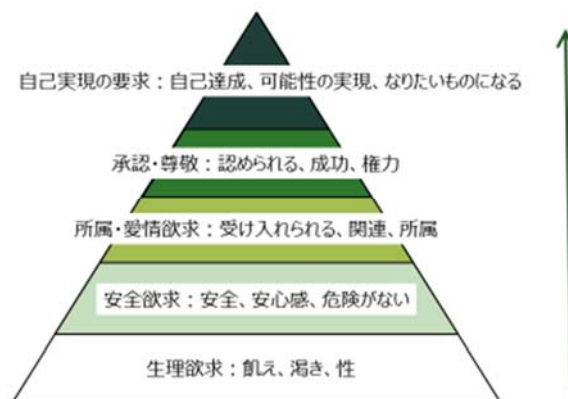 自己実現の要求：自己達成、可能性の実現、なりたいものになる
承認・尊敬：認められる、成功、権力
所属・愛情欲求：受け入れられる、関連、所属
安全欲求：安全、安心感、危険がない
生理欲求：飢え、渇き、性